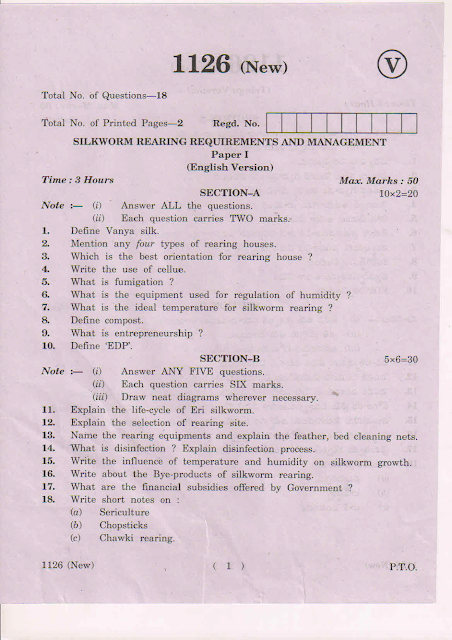 1126 (New)
V
Total No. of Questions—18
Total No. of Printed Pages—2 Regd. No.
SILKWORM REARING REQUIREMENTS AND MANAGEMENT
Paper I
(English Version)
Time : 3 Hours Max. Marks : 50
SECTION–A 10×2=20
Note :— (i) Answer ALL the questions.
(ii) Each question carries TWO marks.
1. Define Vanya silk.
2. Mention any four types of rearing houses.
3. Which is the best orientation for rearing house ?
4. Write the use of cellue.
5. What is fumigation ?
6. What is the equipment used for regulation of humidity ?
7. What is the ideal temperature for silkworm rearing ?
8. Define compost.
9. What is entrepreneurship ?
10. Define ‘EDP’.
SECTION–B 5×6=30
Note :— (i) Answer ANY FIVE questions.
(ii) Each question carries SIX marks.
(iii) Draw neat diagrams wherever necessary.
11. Explain the life-cycle of Eri silkworm.
12. Explain the selection of rearing site.
13. Name the rearing equipments and explain the feather, bed cleaning nets.
14. What is disinfection ? Explain disinfection process.
15. Write the influence of temperature and humidity on silkworm growth.
16. Write about the Bye-products of silkworm rearing.
17. What are the financial subsidies offered by Government ?
18. Write short notes on :
(a) Sericulture
(b) Chopsticks
(c) Chawki rearing.
1126 (New) ( 1 ) P.T.O.